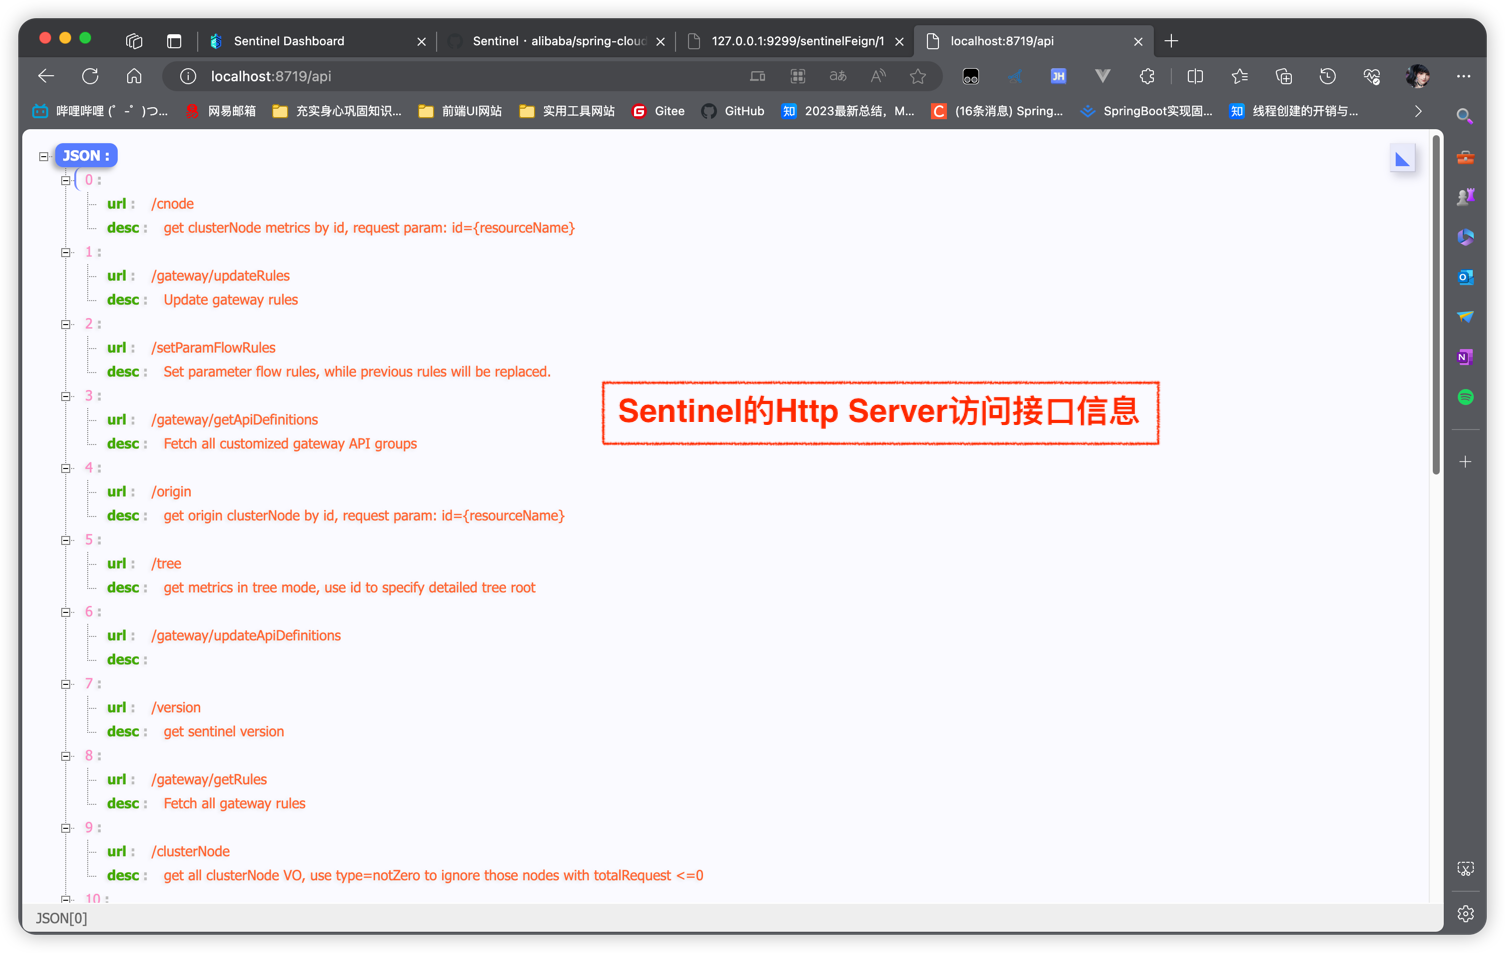 Sentinel Dashboard
Sentinel · alibaba/spring-cloud
127.0.0.1:9299/sentinelFeign/1
localhost:8719/api
localhost:8719/api
哔哩哔哩 (゜-゜)つ...
网易邮箱
充实身心巩固知识...
前端UI网站
实用工具网站
Gitee
GitHub
2023最新总结，M...
(16条消息) Spring...
SpringBoot实现固...
线程创建的开销与...
JSON :
0 :
url : /cnode
desc : get clusterNode metrics by id, request param: id={resourceName}
1 :
url : /gateway/updateRules
desc : Update gateway rules
2 :
url : /setParamFlowRules
desc : Set parameter flow rules, while previous rules will be replaced.
3 :
url : /gateway/getApiDefinitions
desc : Fetch all customized gateway API groups
Sentinel的Http Server访问接口信息
4 :
url : /origin
desc : get origin clusterNode by id, request param: id={resourceName}
5 :
url : /tree
desc : get metrics in tree mode, use id to specify detailed tree root
6 :
url : /gateway/updateApiDefinitions
desc :
7 :
url : /version
desc : get sentinel version
8 :
url : /gateway/getRules
desc : Fetch all gateway rules
9 :
url : /clusterNode
desc : get all clusterNode VO, use type=notZero to ignore those nodes with totalRequest <=0
10 :
JSON[0]